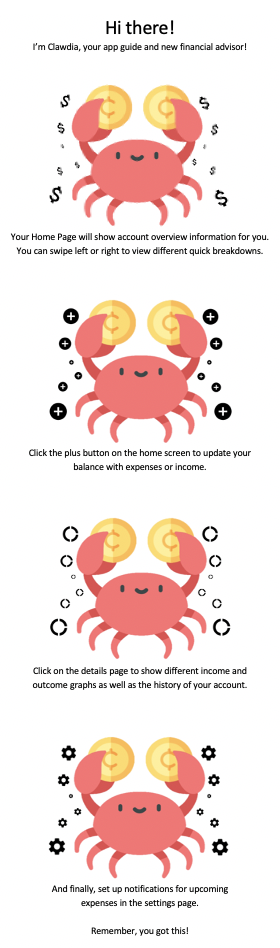 Hi there!
I'm Clawdia, your app guide and new financial advisor!
Your Home Page will show account overview information for you.
You can swipe left or right to view different quick breakdowns.
Click the plus button on the home screen to update your
balance with expenses or income.
Click on the details page to show different income and
outcome graphs as well as the history of your account.
And finally, set up notifications for upcoming
expenses in the settings page.
Remember, you got this!